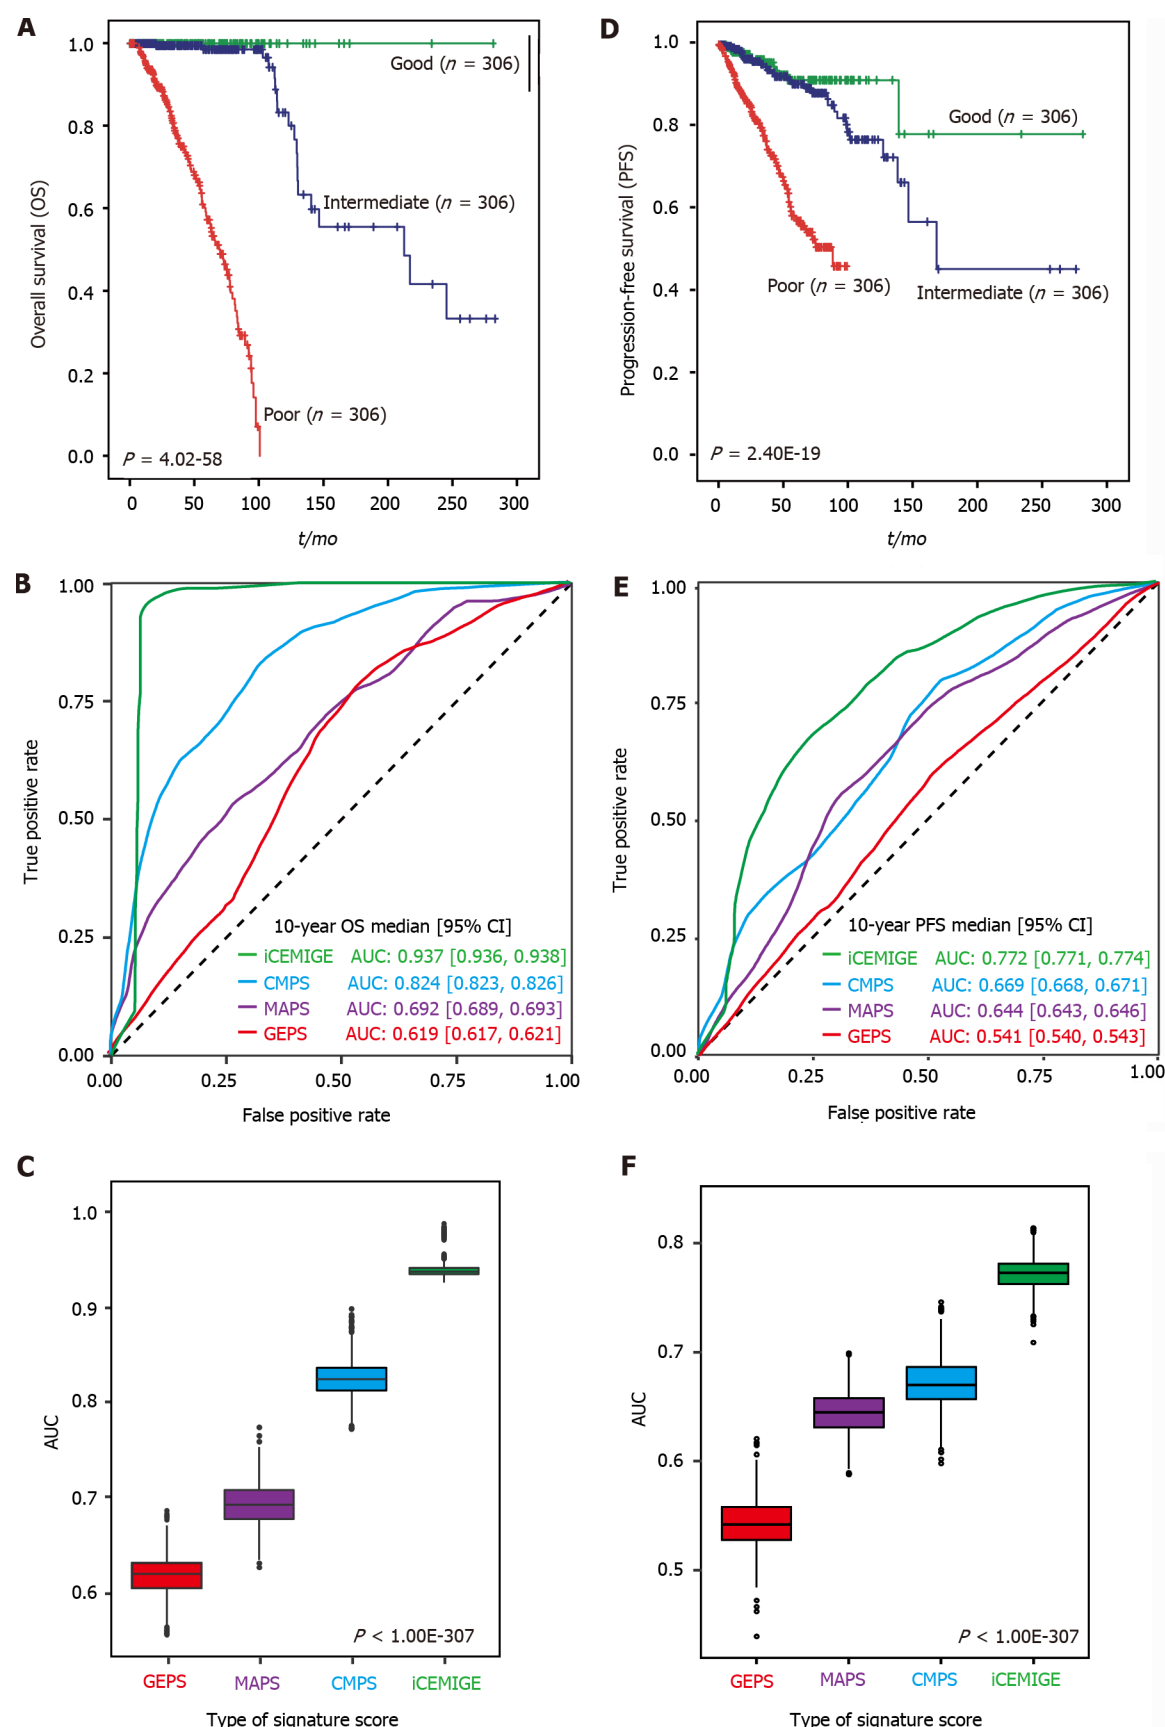 A
1.0
0.8
0.6
0.4
0.2
0.0
Overall survival (OS)
Good (n = 306)
Intermediate (n = 306)
Poor (n = 306)
P = 4.02-58
0 50 100 150 200 250 300
t/mo
D
1.0
0.8
0.6
0.4
0.2
0.0
Progression-free survival (PFS)
Good (n = 306)
Poor (n = 306)
Intermediate (n = 306)
P = 2.40E-19
0 50 100 150 200 250 300
t/mo
B
1.00
0.75
0.50
0.25
0.00
True positive rate
10-year OS median [95% CI]
iCEMIGE AUC: 0.937 [0.936, 0.938]
CMPS AUC: 0.824 [0.823, 0.826]
MAPS AUC: 0.692 [0.689, 0.693]
GEPS AUC: 0.619 [0.617, 0.621]
0.00 0.25 0.50 0.75 1.00
False positive rate
E
1.00
0.75
0.50
0.25
0.00
True positive rate
10-year PFS median [95% CI]
iCEMIGE AUC: 0.772 [0.771, 0.774]
CMPS AUC: 0.669 [0.668, 0.671]
MAPS AUC: 0.644 [0.643, 0.646]
GEPS AUC: 0.541 [0.540, 0.543]
0.00 0.25 0.50 0.75 1.00
False positive rate
C
1.0
0.9
0.8
0.7
0.6
AUC
P < 1.00E-307
GEPS MAPS CMPS iCEMIGE
Type of signature score
F
0.8
0.7
0.6
0.5
AUC
P < 1.00E-307
GEPS MAPS CMPS iCEMIGE
Type of signature score